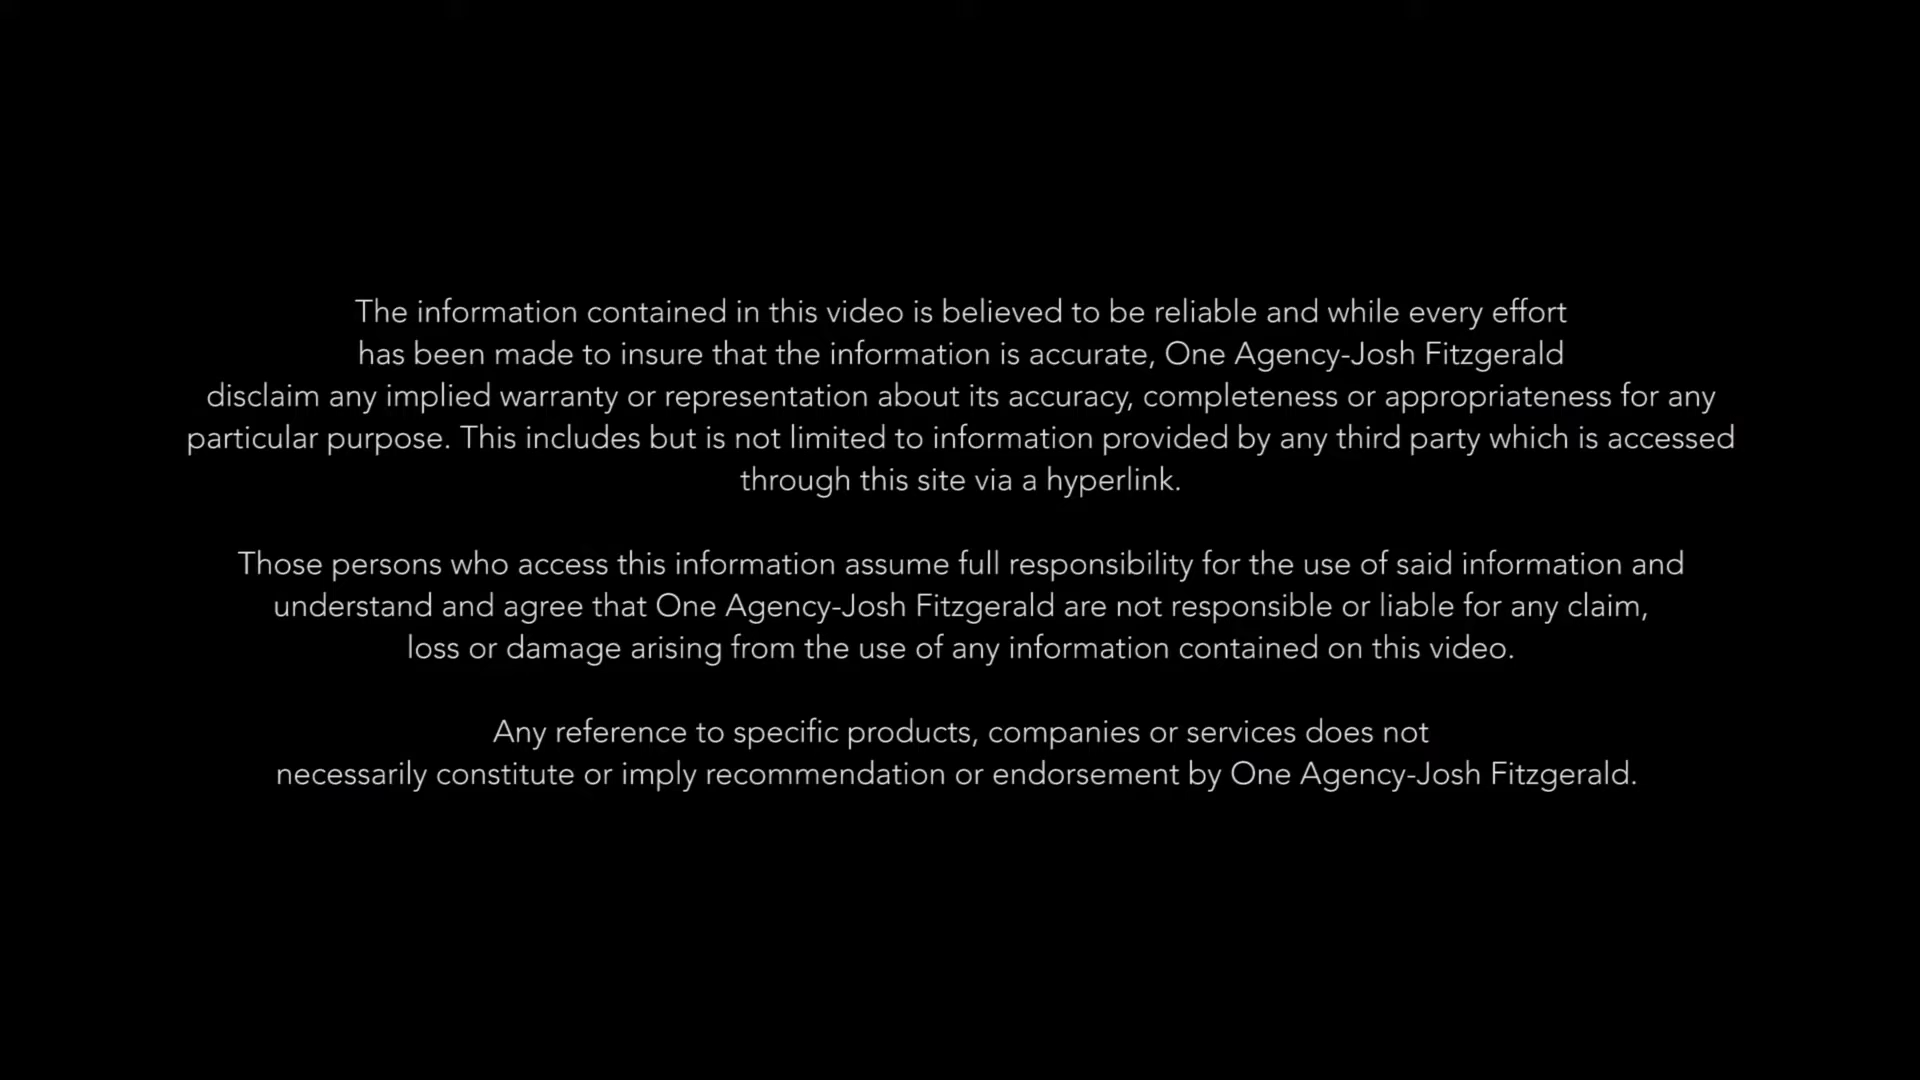 The information contained in this video is believed to be reliable and while every effort
has been made to insure that the information is accurate, One Agency-Josh Fitzgerald
disclaim any implied warranty or representation about its accuracy, completeness or appropriateness for any
particular purpose. This includes but is not limited to information provided by any third party which is accessed
through this site via a hyperlink.
Those persons who access this information assume full responsibility for the use of said information and
understand and agree that One Agency-Josh Fitzgerald are not responsible or liable for any claim,
loss or damage arising from the use of any information contained on this video.
Any reference to specific products, companies or services does not
necessarily constitute or imply recommendation or endorsement by One Agency-Josh Fitzgerald.